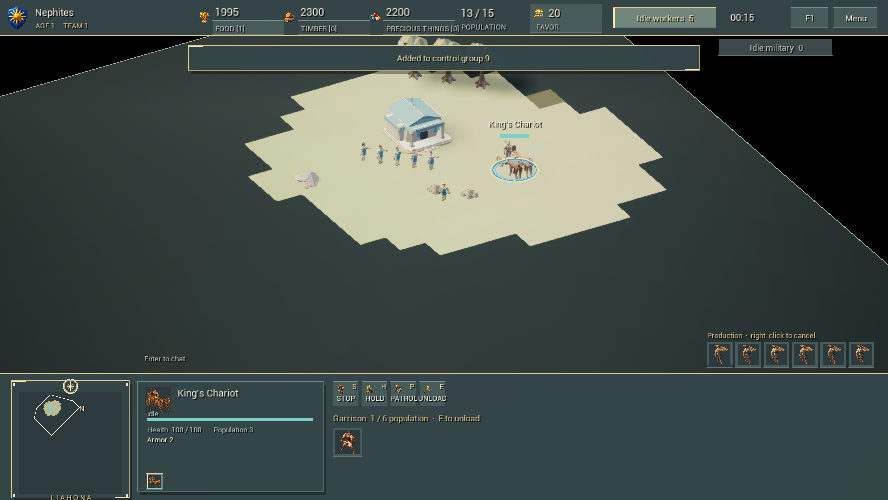 Nephites
AGE 1 TEAM 1
1995
FOOD [1]
2300
TIMBER [0]
2200
PRECIOUS THINGS [0]
13 / 15
POPULATION
20
FAVOR
Idle workers 5
00:15
F1
Menu
Added to control group 9
Idle military 0
King's Chariot
Production · right click to cancel
Enter to chat
N
LIAHONA
King's Chariot
Idle
Health 100 / 100 Population 3
Armor 2
S
STOP
H
HOLD
P
PATROL
E
UNLOAD
Garrison 1 / 6 population · E to unload